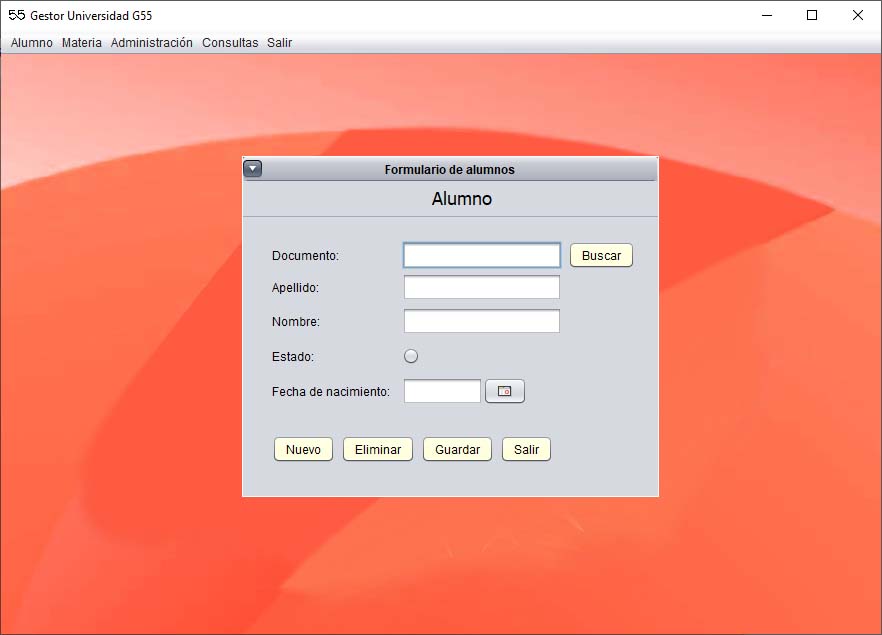 55 Gestor Universidad G55
Alumno Materia Administración Consultas Salir
Formulario de alumnos
Alumno
Documento: Buscar
Apellido:
Nombre:
Estado:
Fecha de nacimiento:
Nuevo Eliminar Guardar Salir